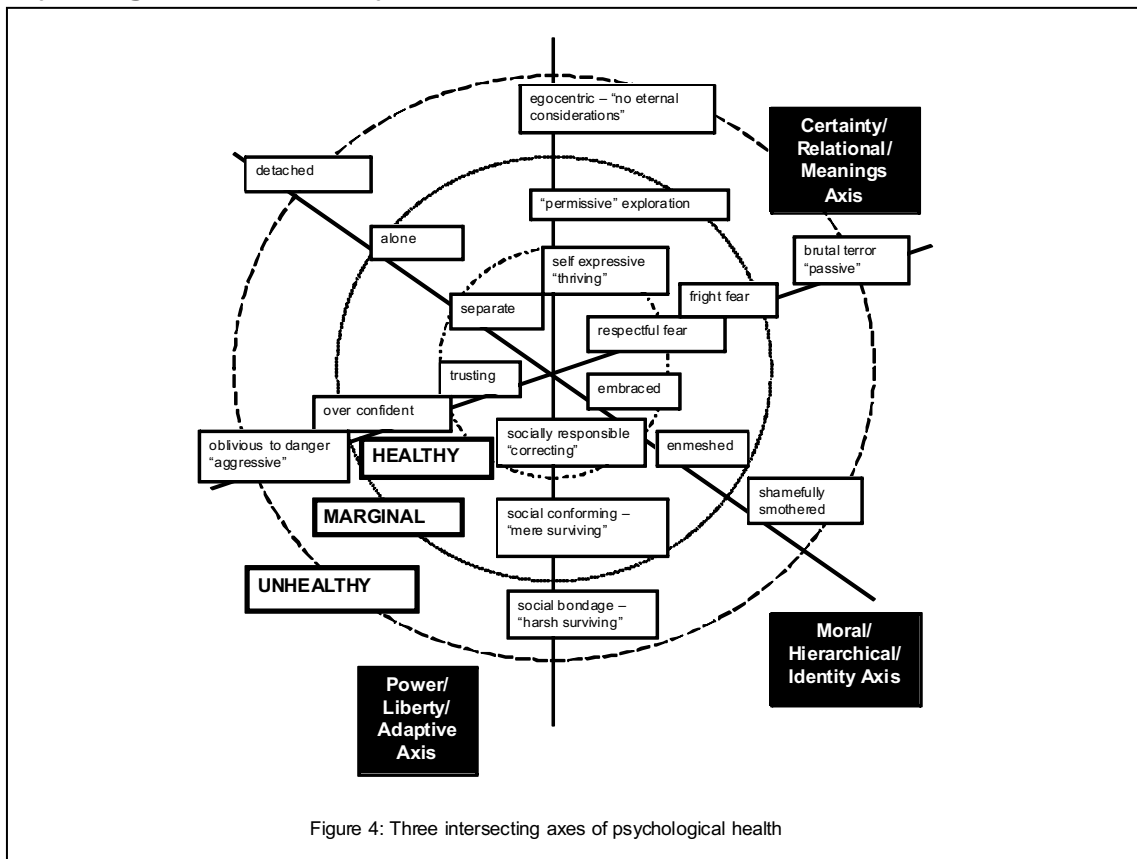 egocentric – “no eternal
considerations”
Certainty/
Relational/
Meanings
Axis
detached
“permissive” exploration
alone
brutal terror
“passive”
self expressive
“thriving”
fright fear
separate
respectful fear
trusting
embraced
over confident
socially responsible
“correcting”
oblivious to danger
“aggressive”
HEALTHY
enmeshed
shamefully
smothered
MARGINAL
social conforming –
“mere surviving”
UNHEALTHY
social bondage –
“harsh surviving”
Moral/
Hierarchical/
Identity Axis
Power/
Liberty/
Adaptive
Axis
Figure 4: Three intersecting axes of psychological health